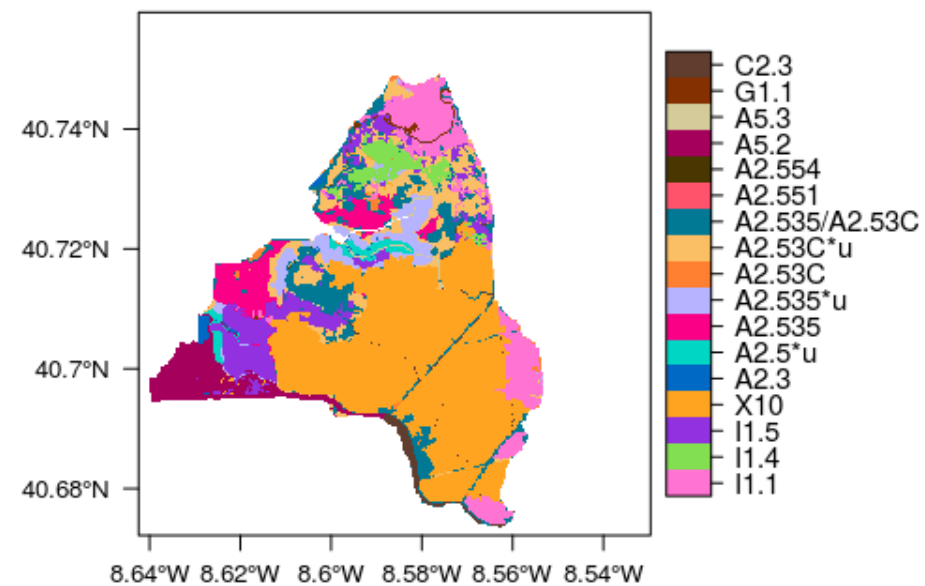 40.74°N
40.72°N
40.7°N
40.68°N
8.64°W 8.62°W 8.6°W 8.58°W 8.56°W 8.54°W
C2.3
G1.1
A5.3
A5.2
A2.554
A2.551
A2.535/A2.53C
A2.53C*u
A2.53C
A2.535*u
A2.535
A2.5*u
A2.3
X10
I1.5
I1.4
I1.1